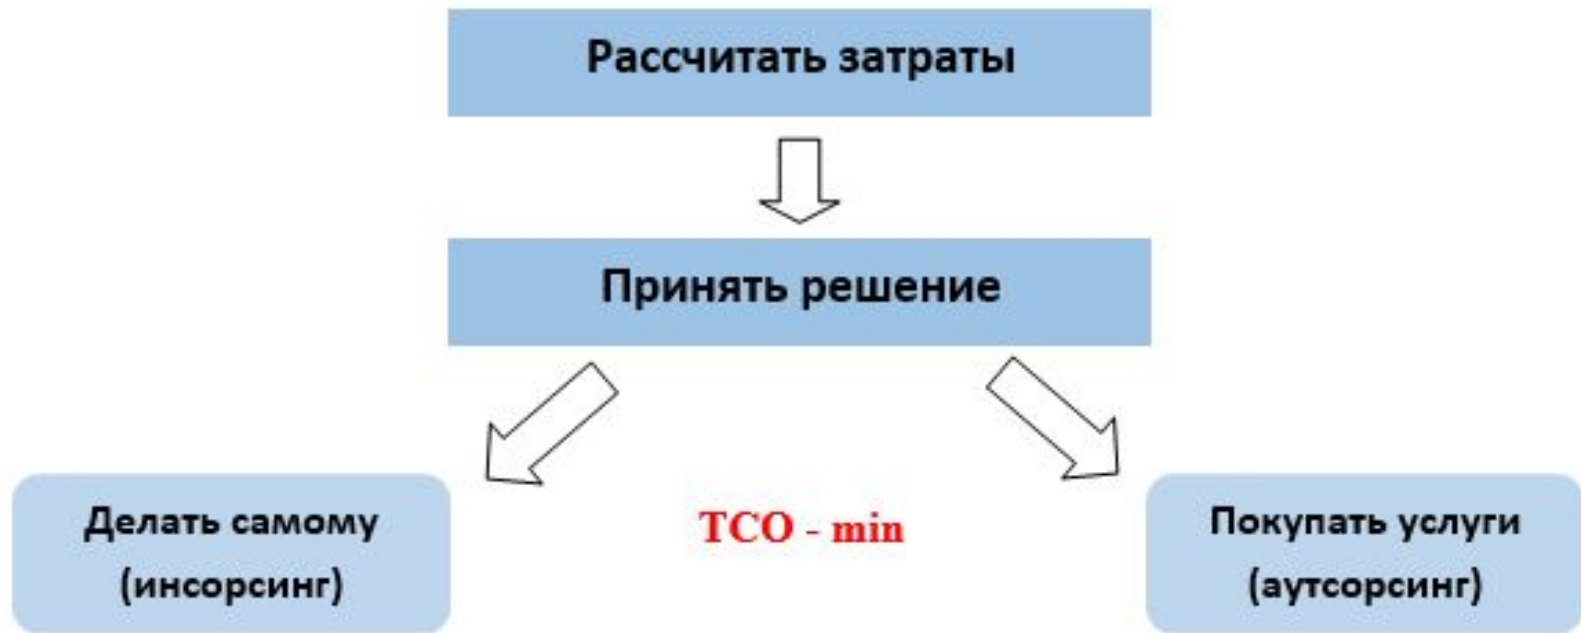 Рассчитать затраты
Принять решение
Делать самому
(инсорсинг)
TCO - min
Покупать услуги
(аутсорсинг)